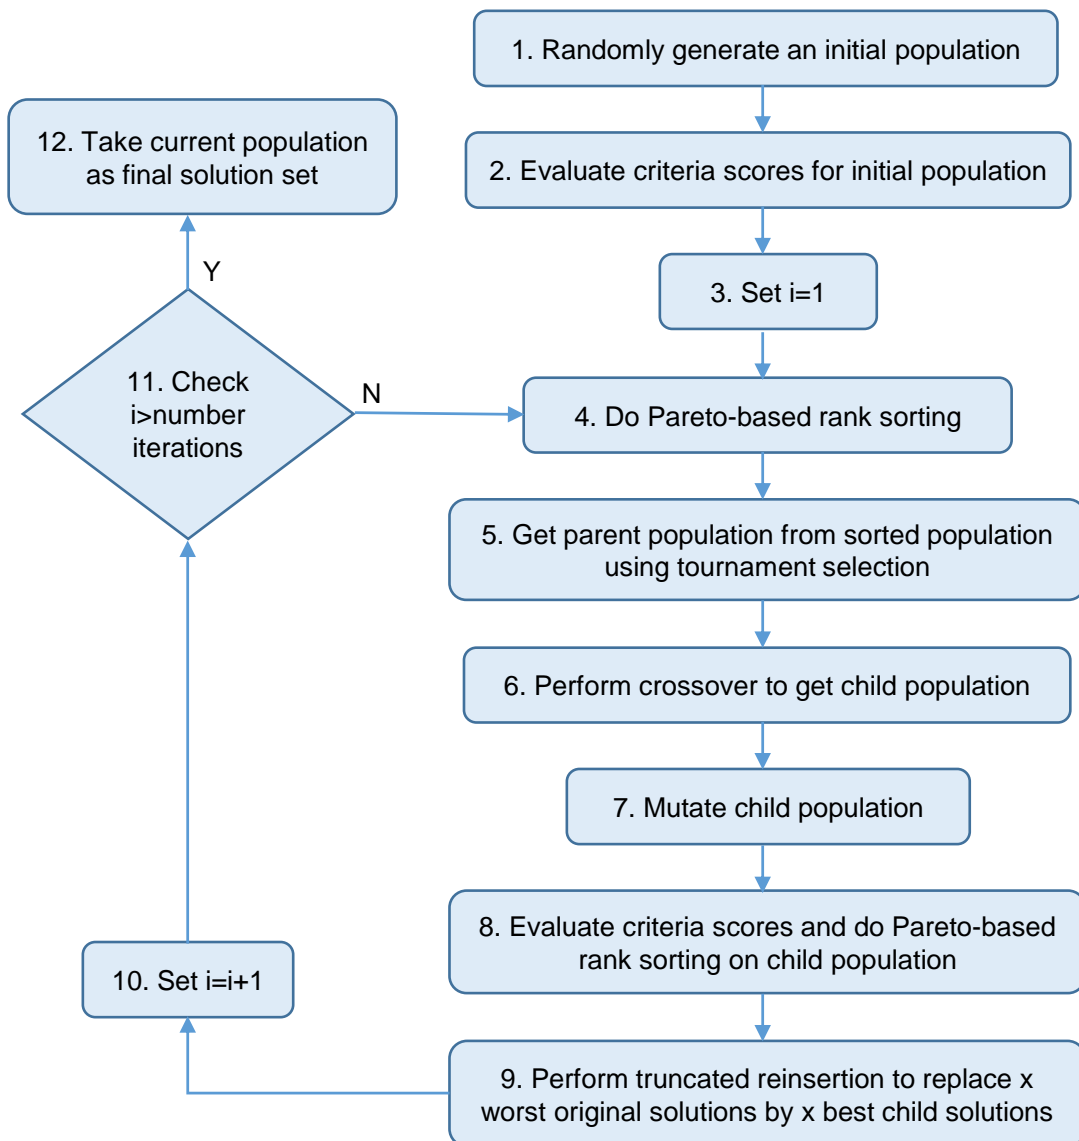 1. Randomly generate an initial population
2. Evaluate criteria scores for initial population
3. Set i=1
4. Do Pareto-based rank sorting
5. Get parent population from sorted population
using tournament selection
6. Perform crossover to get child population
7. Mutate child population
8. Evaluate criteria scores and do Pareto-based
rank sorting on child population
9. Perform truncated reinsertion to replace x
worst original solutions by x best child solutions
10. Set i=i+1
11. Check
i>number
iterations
N
Y
12. Take current population
as final solution set